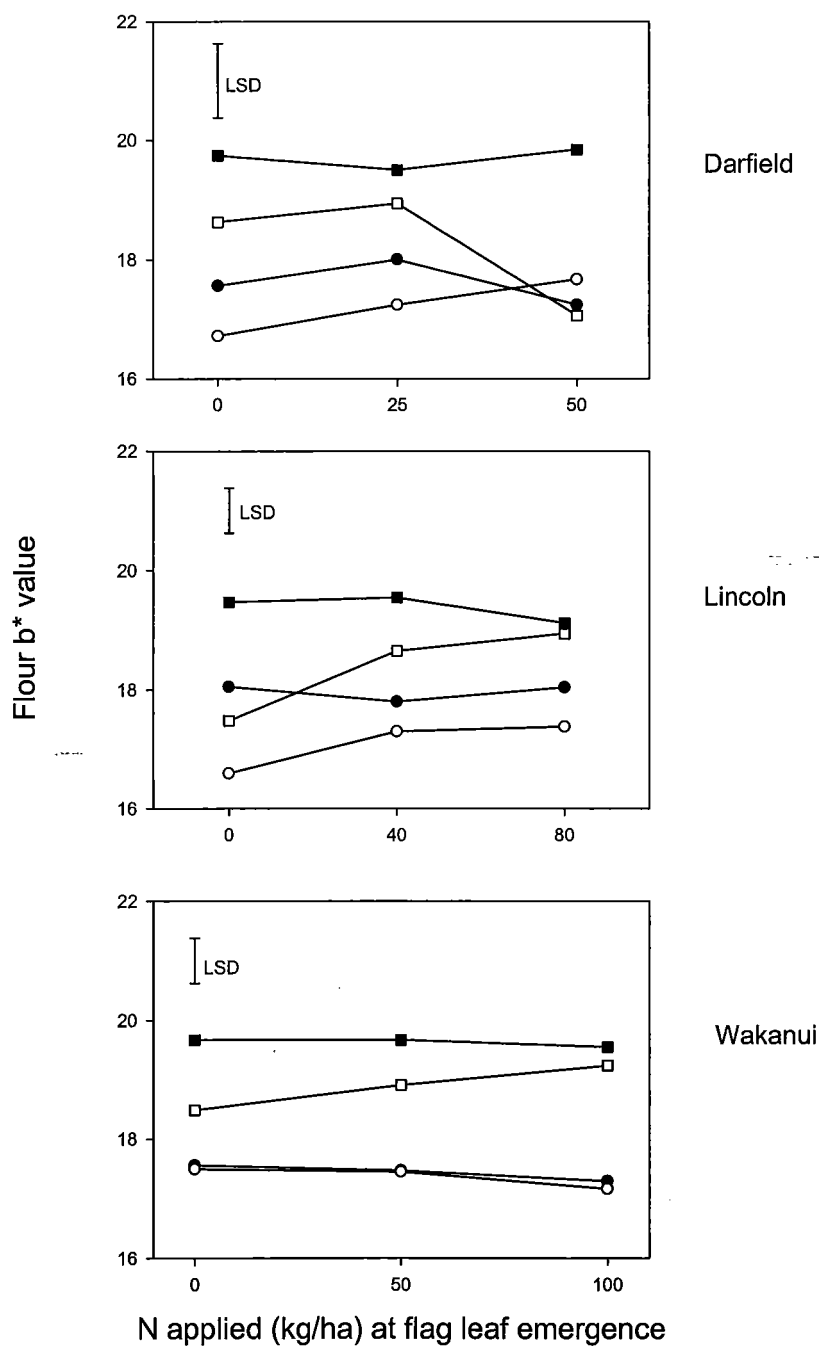 22
LSD
20
18
16
0 25 50
Darfield
22
LSD
20
18
16
0 40 80
Lincoln
Flour b* value
22
LSD
20
18
16
0 50 100
Wakanui
N applied (kg/ha) at flag leaf emergence